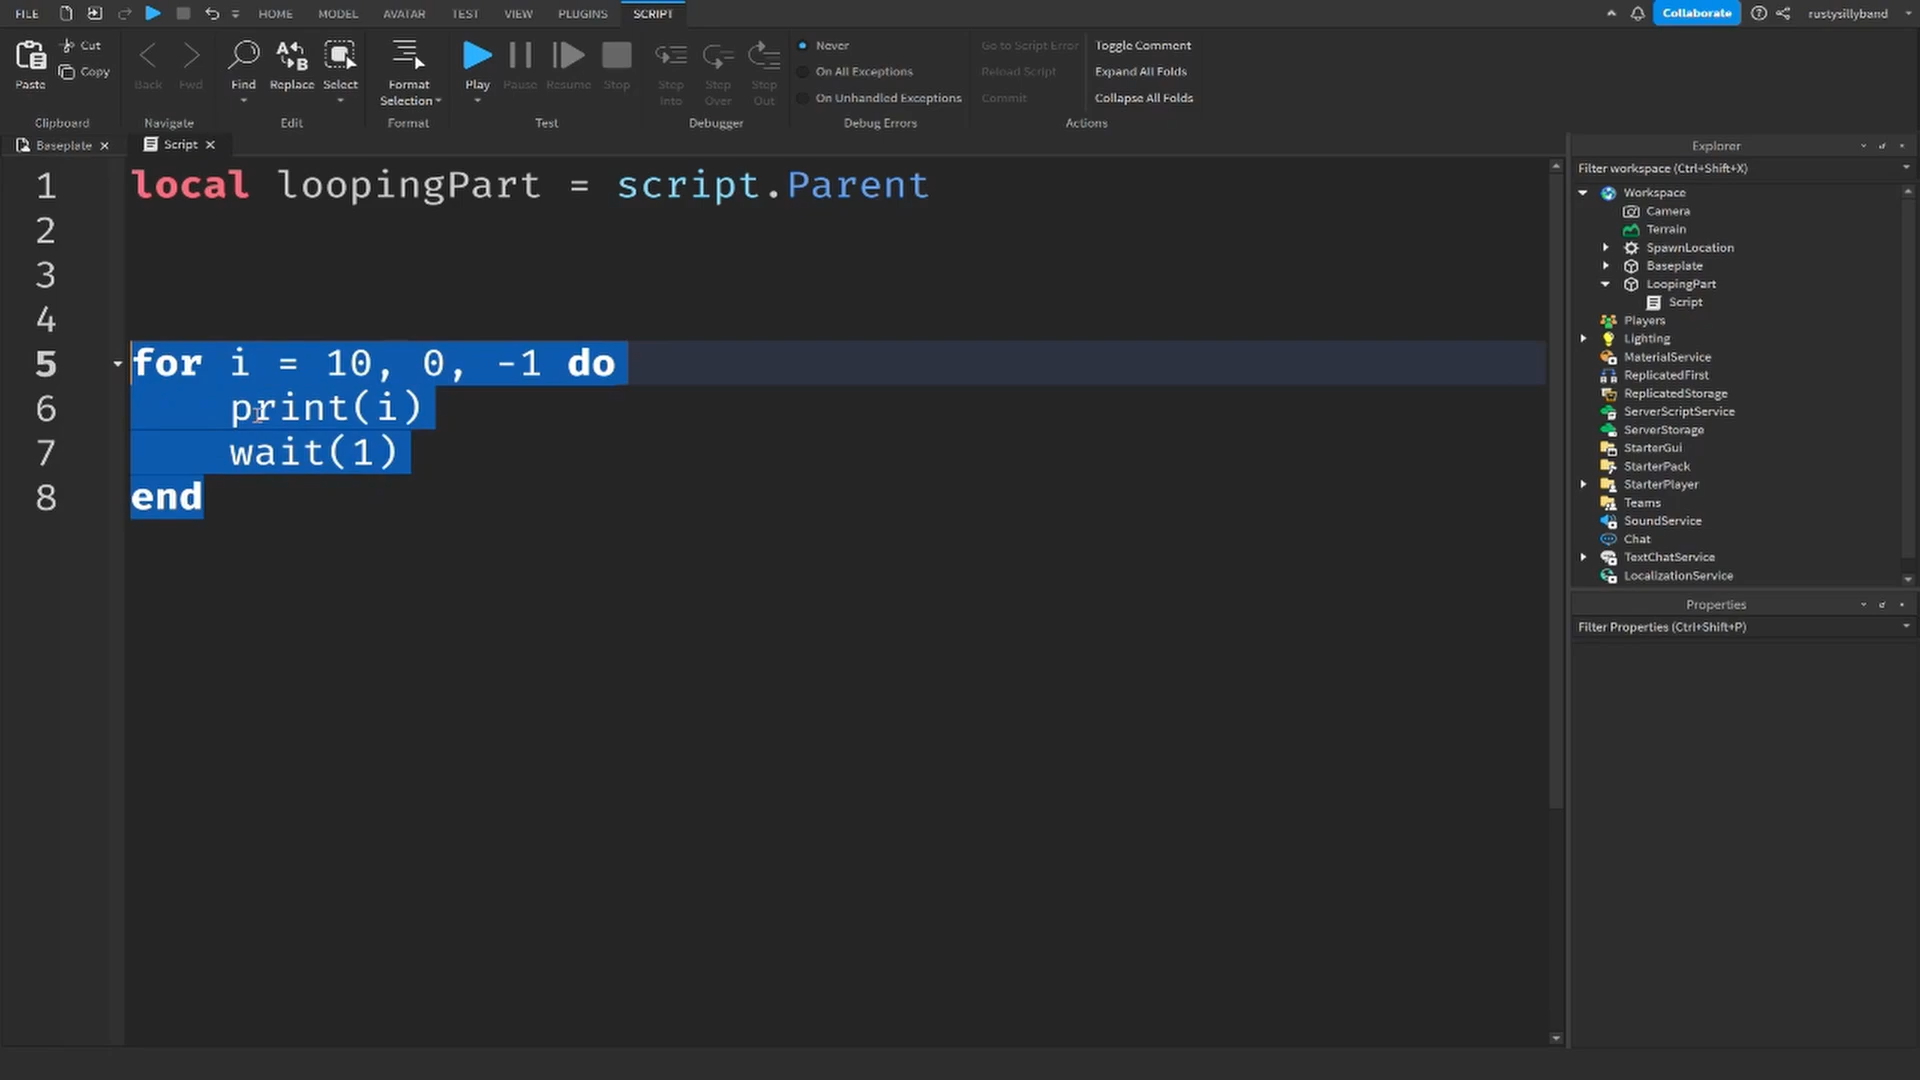 FILE HOME MODEL AVATAR TEST VIEW PLUGINS SCRIPT Collaborate rustysillyband
Paste Cut Copy Clipboard
Back Fwd Navigate
Find Replace Select Edit
Format Selection Format
Play Pause Resume Stop Test
Step Into Step Over Step Out Debugger
Never
On All Exceptions
On Unhandled Exceptions
Debug Errors
Go to Script Error
Reload Script
Commit
Toggle Comment
Expand All Folds
Collapse All Folds
Actions
Baseplate Script
1 local loopingPart = script.Parent
2
3
4
5 for i = 10, 0, -1 do
6 print(i)
7 wait(1)
8 end
Explorer
Filter workspace (Ctrl+Shift+X)
Workspace
Camera
Terrain
SpawnLocation
Baseplate
LoopingPart
Script
Players
Lighting
MaterialService
ReplicatedFirst
ReplicatedStorage
ServerScriptService
ServerStorage
StarterGui
StarterPack
StarterPlayer
Teams
SoundService
Chat
TextChatService
LocalizationService
Properties
Filter Properties (Ctrl+Shift+P)